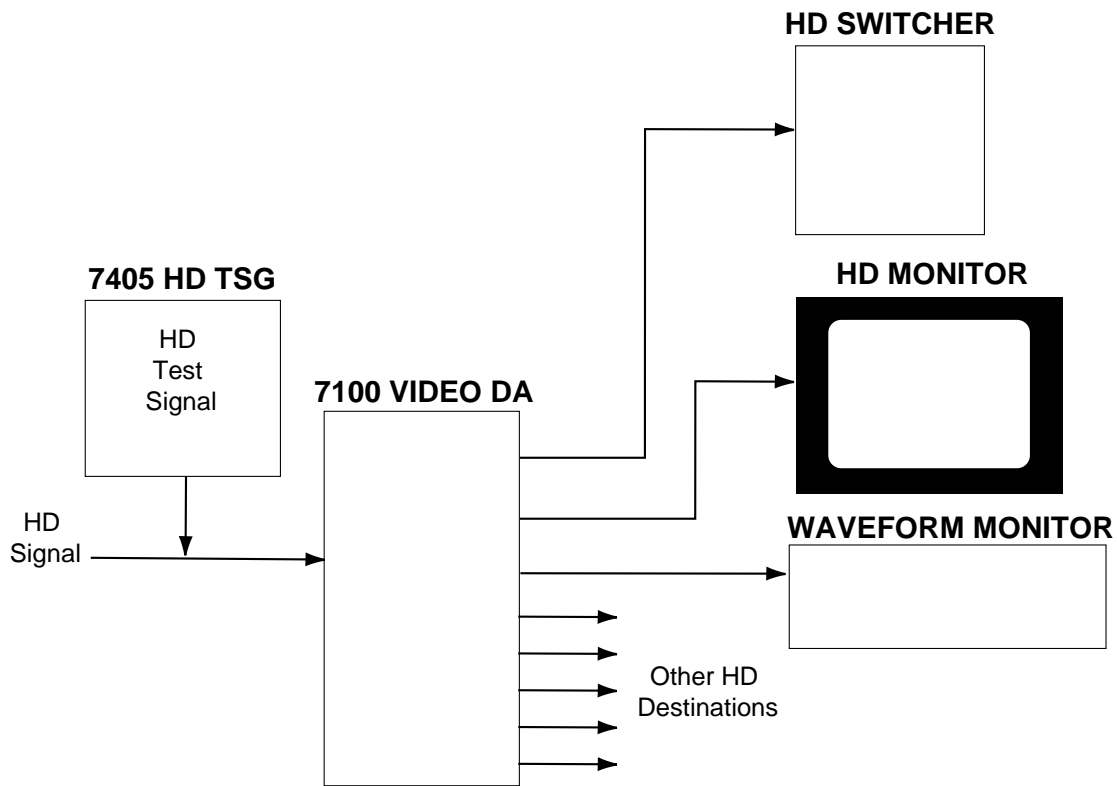 HD SWITCHER
7405 HD TSG
HD
Test
Signal
HD MONITOR
7100 VIDEO DA
HD
Signal
WAVEFORM MONITOR
Other HD
Destinations